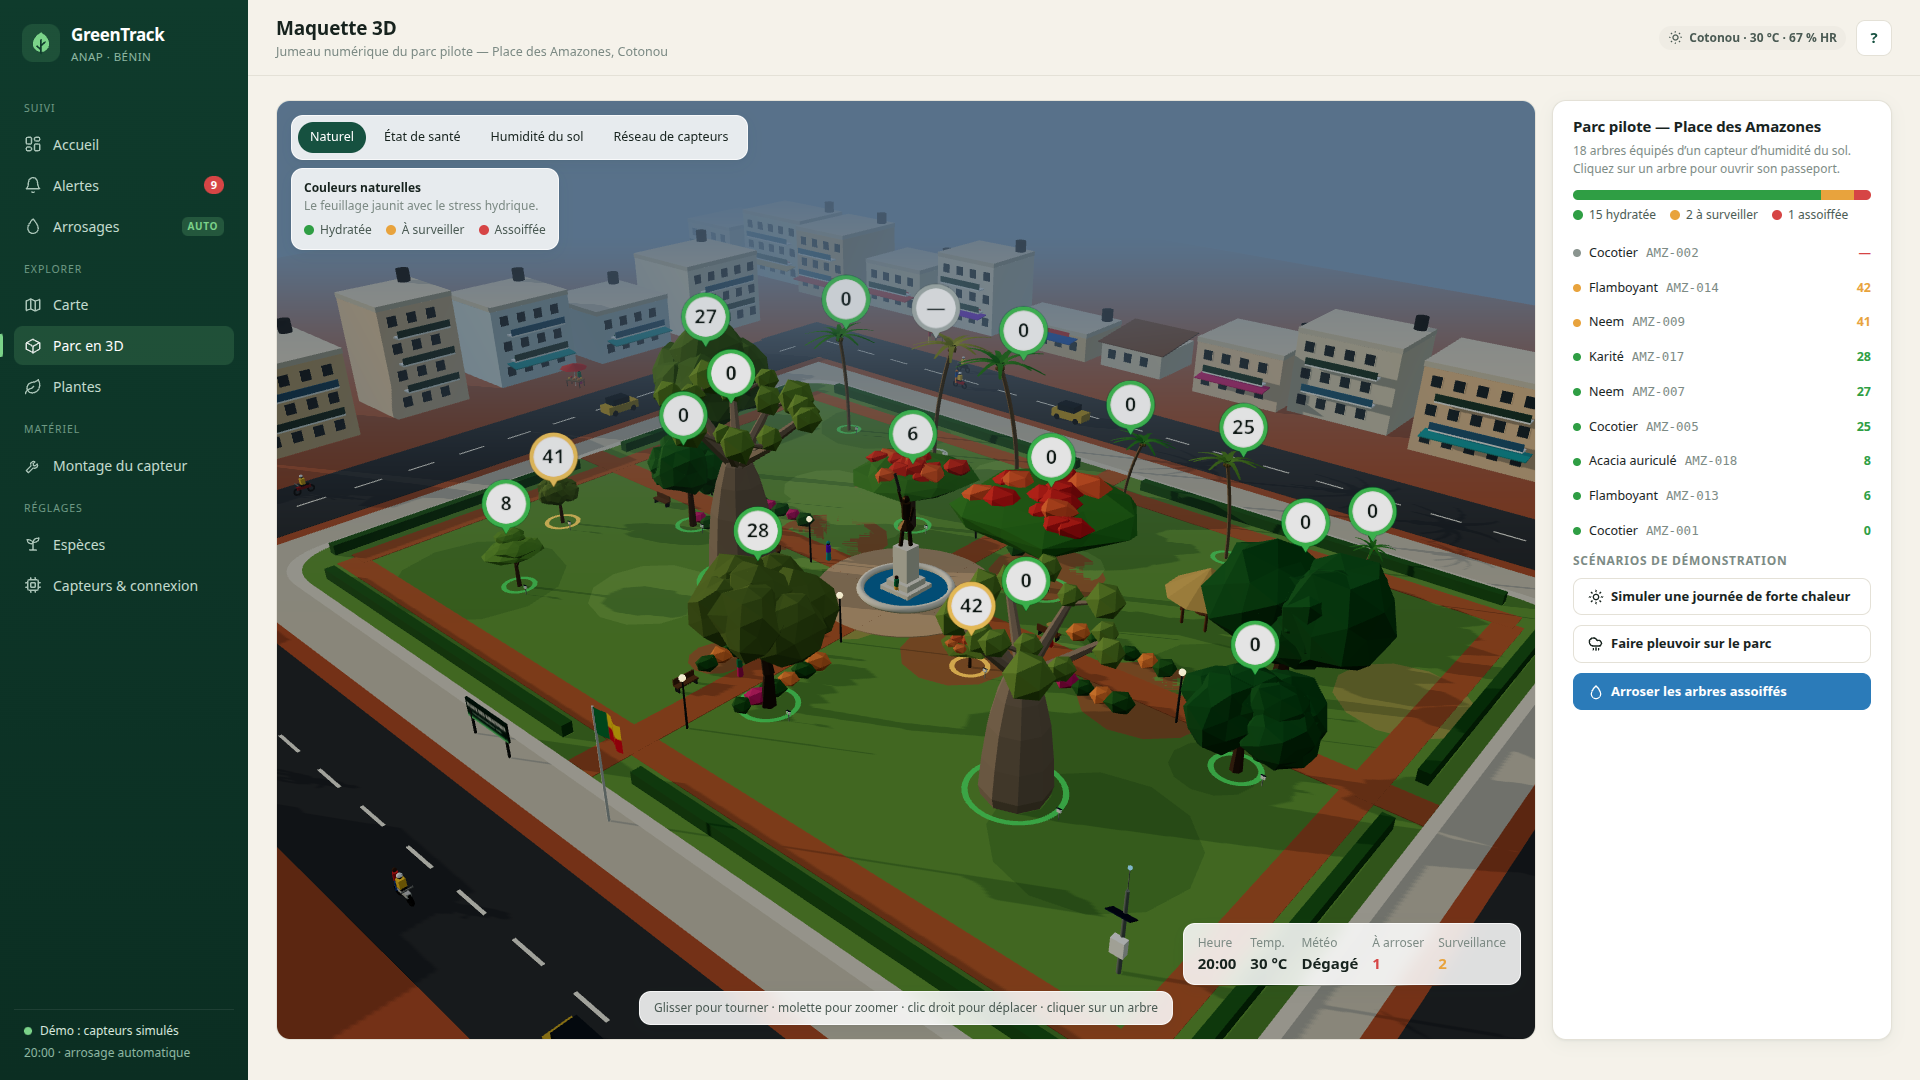 GreenTrack
ANAP · BÉNIN
SUIVI
Accueil
Alertes 9
Arrosages AUTO
EXPLORER
Carte
Parc en 3D
Plantes
MATÉRIEL
Montage du capteur
RÉGLAGES
Espèces
Capteurs & connexion
Démo : capteurs simulés
20:00 · arrosage automatique
Maquette 3D
Jumeau numérique du parc pilote — Place des Amazones, Cotonou
Cotonou · 30 °C · 67 % HR
?
Naturel État de santé Humidité du sol Réseau de capteurs
Couleurs naturelles
Le feuillage jaunit avec le stress hydrique.
Hydratée À surveiller Assoiffée
0
—
27
0
0
0
0
0
25
6
41
0
8
0
0
28
0
42
0
Heure Temp. Météo À arroser Surveillance
20:00 30 °C Dégagé 1 2
Glisser pour tourner · molette pour zoomer · clic droit pour déplacer · cliquer sur un arbre
Parc pilote — Place des Amazones
18 arbres équipés d’un capteur d’humidité du sol.
Cliquez sur un arbre pour ouvrir son passeport.
15 hydratée 2 à surveiller 1 assoiffée
Cocotier AMZ-002 —
Flamboyant AMZ-014 42
Neem AMZ-009 41
Karité AMZ-017 28
Neem AMZ-007 27
Cocotier AMZ-005 25
Acacia auriculé AMZ-018 8
Flamboyant AMZ-013 6
Cocotier AMZ-001 0
SCÉNARIOS DE DÉMONSTRATION
Simuler une journée de forte chaleur
Faire pleuvoir sur le parc
Arroser les arbres assoiffés